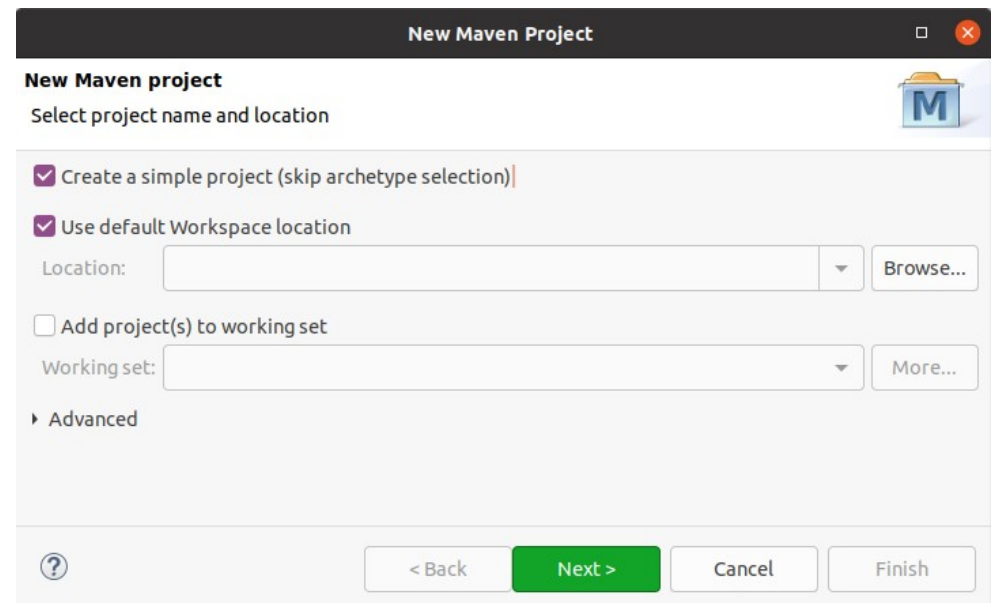 New Maven Project
New Maven project
Select project name and location
M
Create a simple project (skip archetype selection)
Use default Workspace location
Location:
Browse...
Add project(s) to working set
Working set:
More...
Advanced
?
< Back
Next >
Cancel
Finish